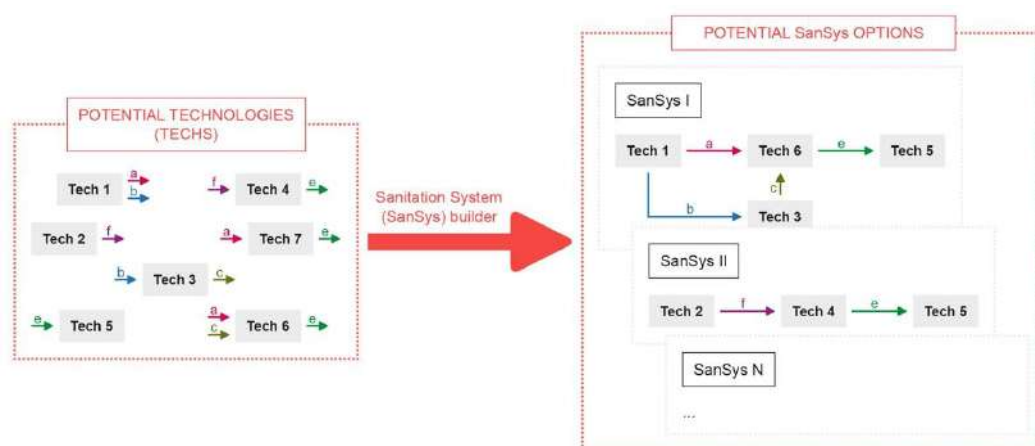 POTENTIAL TECHNOLOGIES
(TECHS)
Tech 1
a
b
f
Tech 4
e
Tech 2
f
a
Tech 7
e
b
Tech 3
c
e
Tech 5
a
c
Tech 6
e
Sanitation System
(SanSys) builder
POTENTIAL SanSys OPTIONS
SanSys I
Tech 1
a
Tech 6
e
Tech 5
c
b
Tech 3
SanSys II
Tech 2
f
Tech 4
e
Tech 5
SanSys N
...